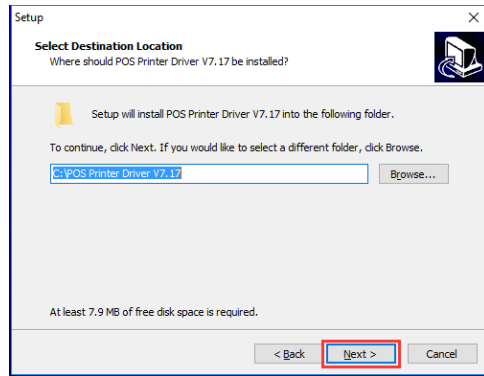 Setup
Select Destination Location
Where should POS Printer Driver V7.17 be installed?
Setup will install POS Printer Driver V7.17 into the following folder.
To continue, click Next. If you would like to select a different folder, click Browse.
C:\POS Printer Driver V7.17
Browse...
At least 7.9 MB of free disk space is required.
< Back
Next >
Cancel